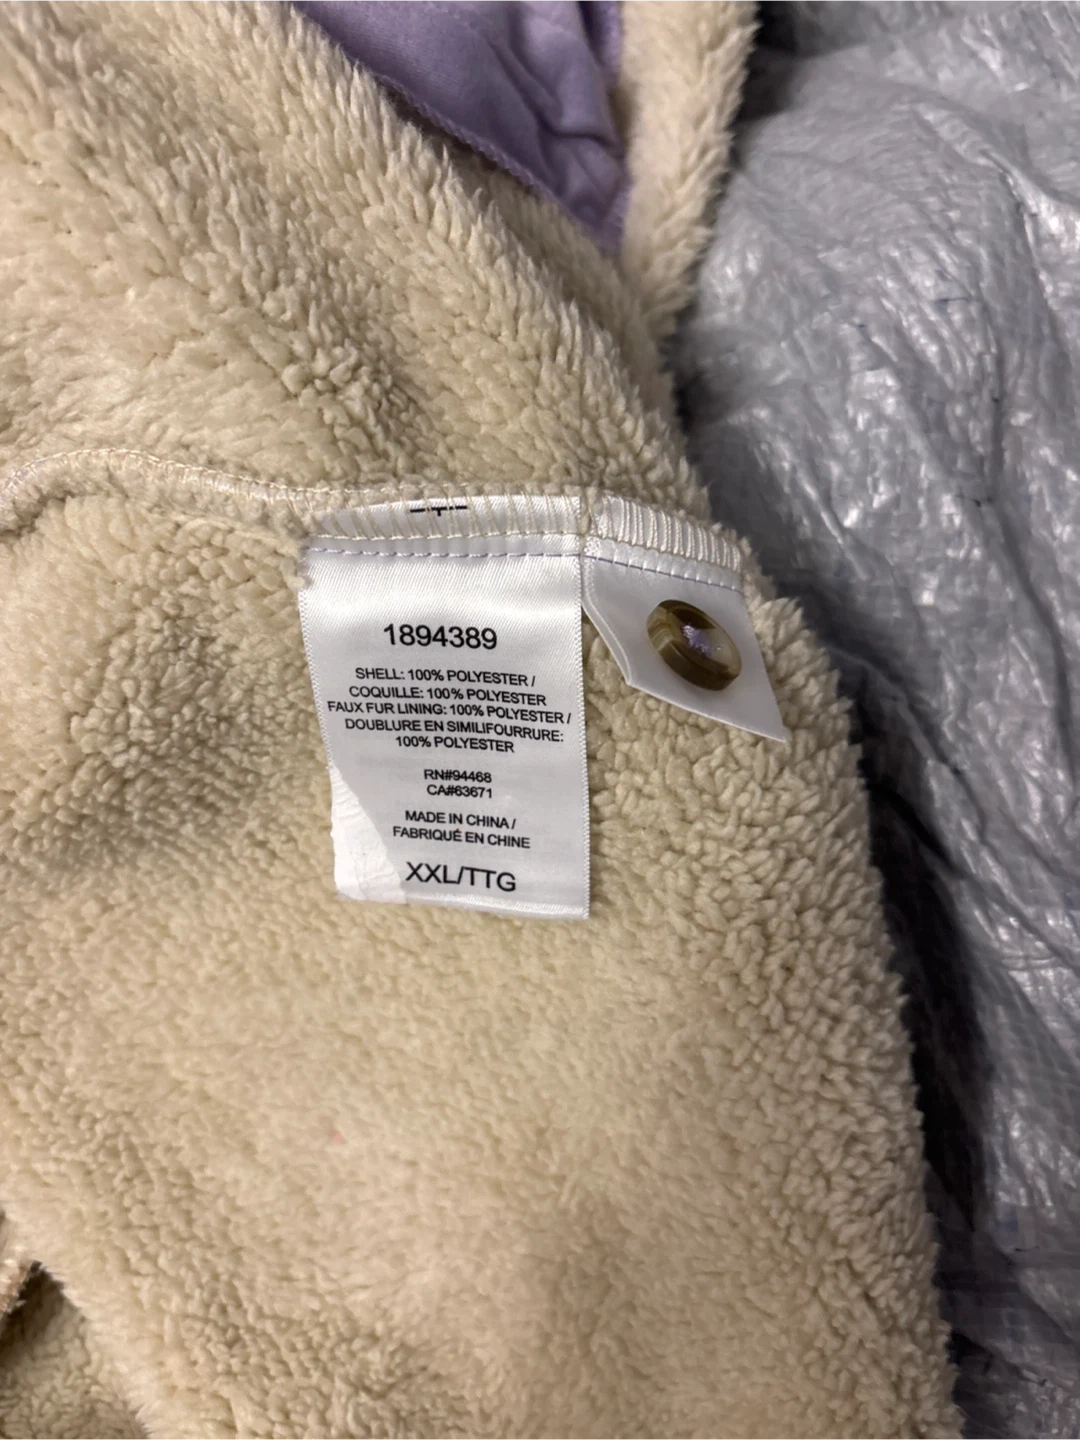 1894389
SHELL: 100% POLYESTER /
COQUILLE: 100% POLYESTER
FAUX FUR LINING: 100% POLYESTER /
DOUBLURE EN SIMILIFOURRURE:
100% POLYESTER
RN#94468
CA#63671
MADE IN CHINA /
FABRIQUÉ EN CHINE
XXL/TTG